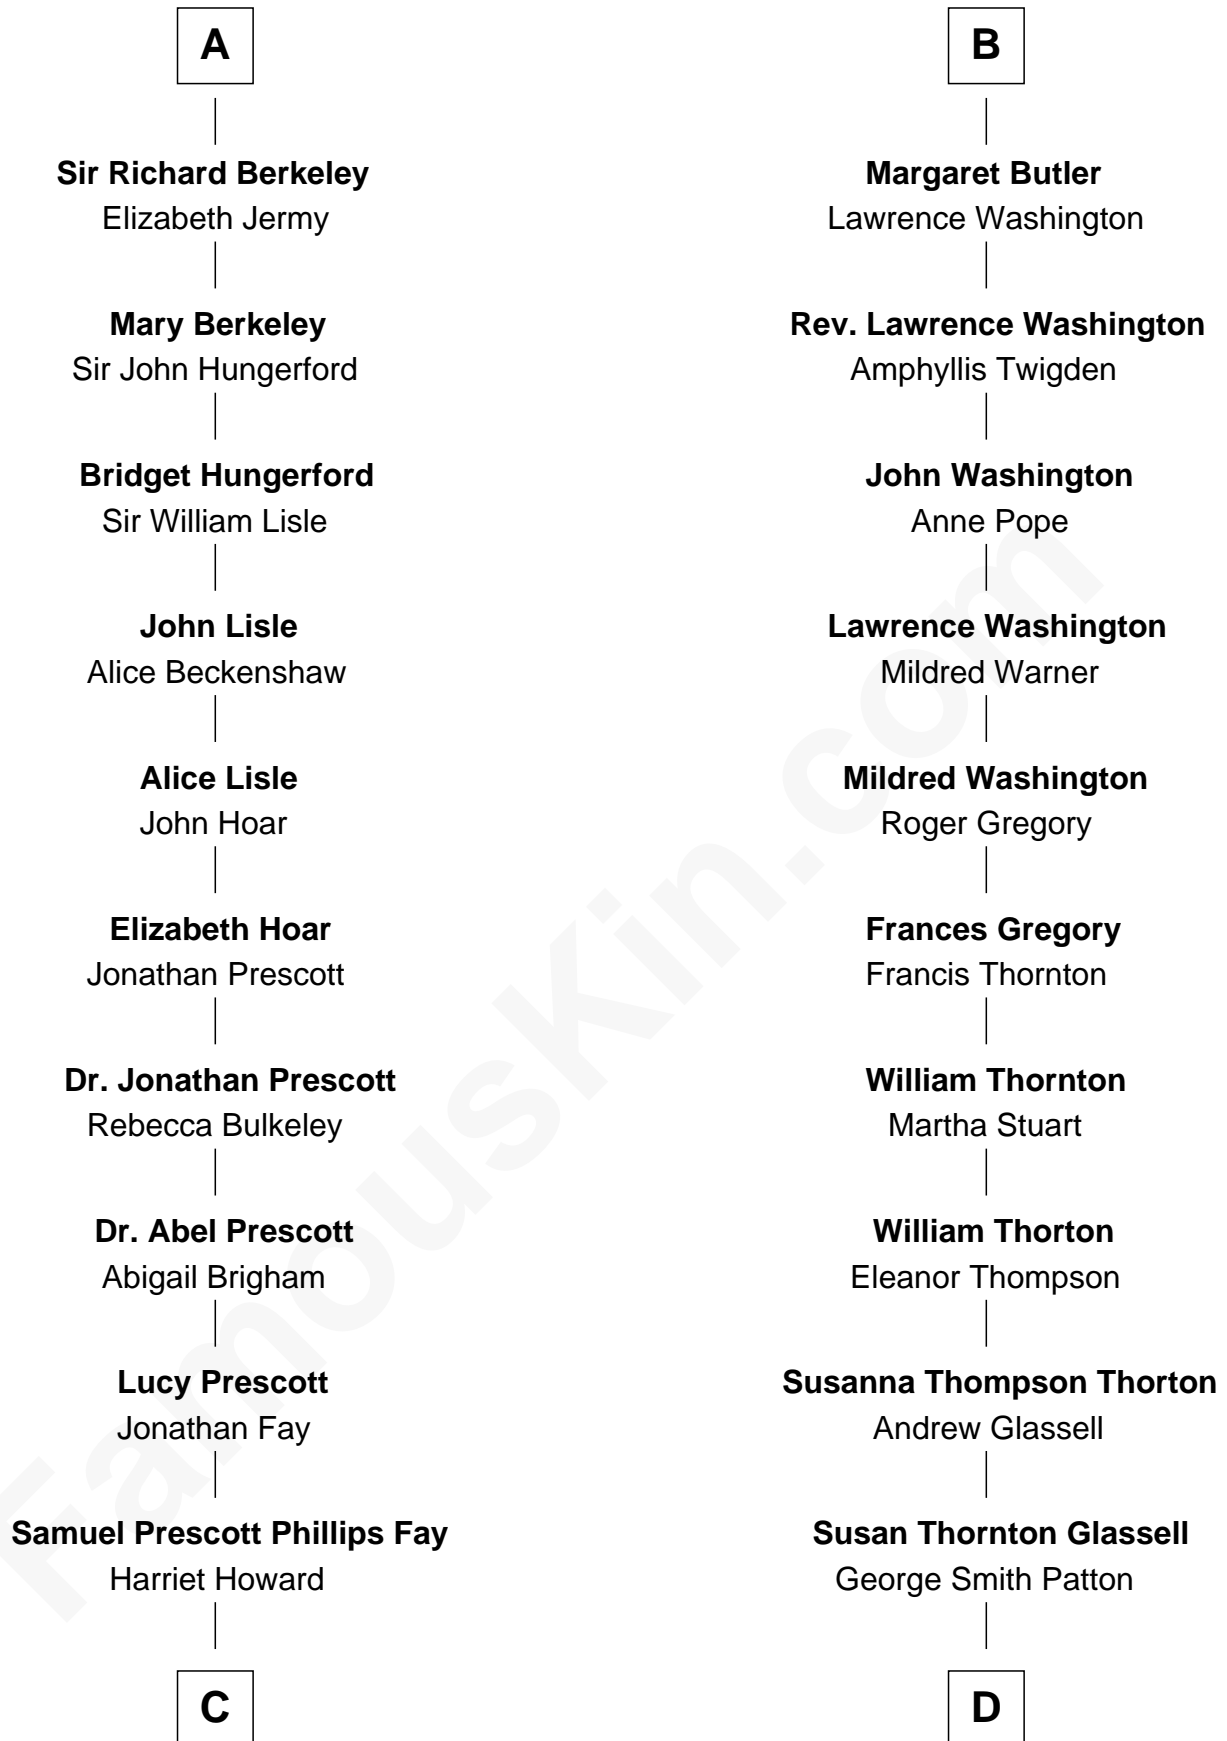 A
Sir Richard Berkeley
Elizabeth Jermy
Mary Berkeley
Sir John Hungerford
Bridget Hungerford
Sir William Lisle
John Lisle
Alice Beckenshaw
Alice Lisle
John Hoar
Elizabeth Hoar
Jonathan Prescott
Dr. Jonathan Prescott
Rebecca Bulkeley
Dr. Abel Prescott
Abigail Brigham
Lucy Prescott
Jonathan Fay
Samuel Prescott Phillips Fay
Harriet Howard
C
B
Margaret Butler
Lawrence Washington
Rev. Lawrence Washington
Amphyllis Twigden
John Washington
Anne Pope
Lawrence Washington
Mildred Warner
Mildred Washington
Roger Gregory
Frances Gregory
Francis Thornton
William Thornton
Martha Stuart
William Thorton
Eleanor Thompson
Susanna Thompson Thorton
Andrew Glassell
Susan Thornton Glassell
George Smith Patton
D
FamousKin.com